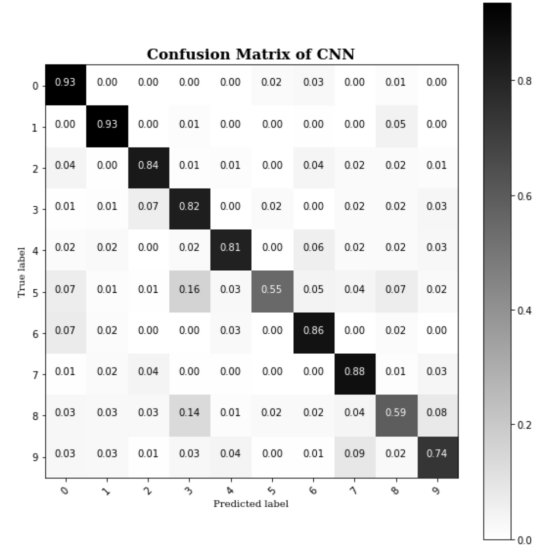 Confusion Matrix of CNN
0 0.93 0.00 0.00 0.00 0.00 0.02 0.03 0.00 0.01 0.00
1 0.00 0.93 0.00 0.01 0.00 0.00 0.00 0.00 0.05 0.00
2 0.04 0.00 0.84 0.01 0.01 0.00 0.04 0.02 0.02 0.01
3 0.01 0.01 0.07 0.82 0.00 0.02 0.00 0.02 0.02 0.03
4 0.02 0.02 0.00 0.02 0.81 0.00 0.06 0.02 0.02 0.03
5 0.07 0.01 0.01 0.16 0.03 0.55 0.05 0.04 0.07 0.02
6 0.07 0.02 0.00 0.00 0.03 0.00 0.86 0.00 0.02 0.00
7 0.01 0.02 0.04 0.00 0.00 0.00 0.00 0.88 0.01 0.03
8 0.03 0.03 0.03 0.14 0.01 0.02 0.02 0.04 0.59 0.08
9 0.03 0.03 0.01 0.03 0.04 0.00 0.01 0.09 0.02 0.74
0 1 2 3 4 5 6 7 8 9
True label
Predicted label
0.8
0.6
0.4
0.2
0.0